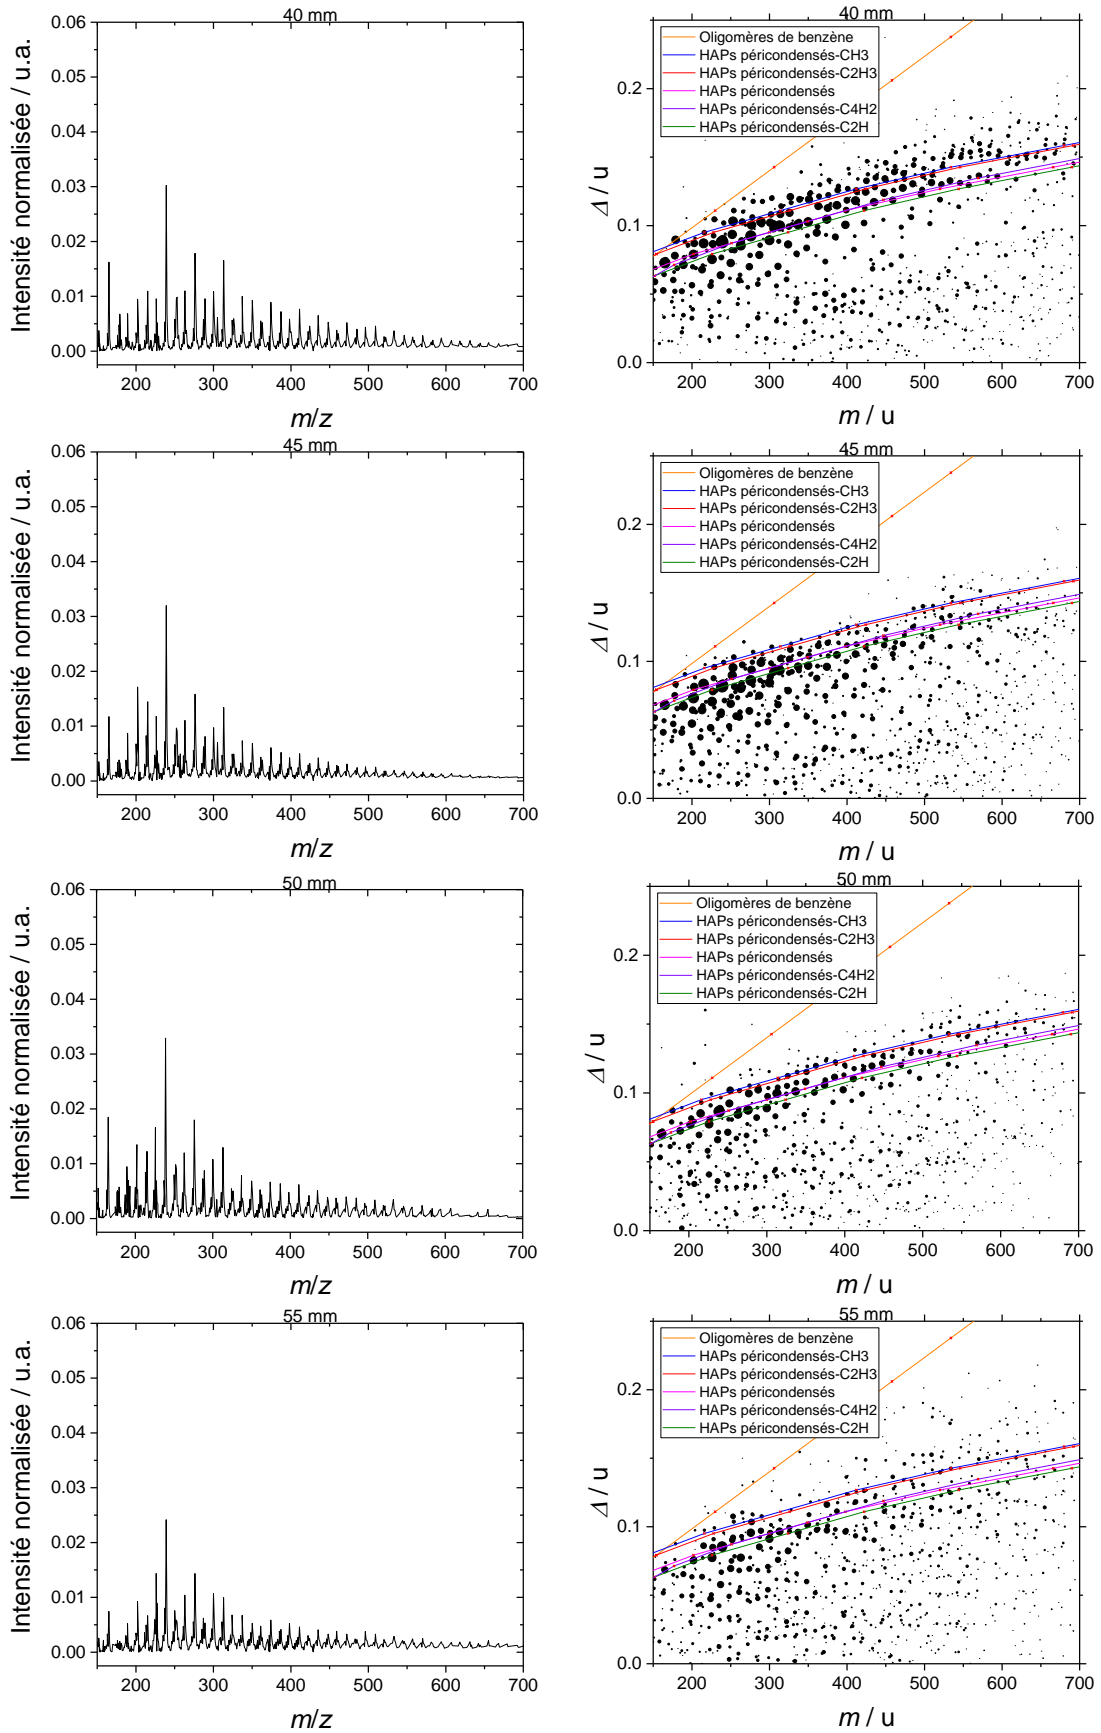 40 mm
Intensité normalisée / u.a.
0.06
0.05
0.04
0.03
0.02
0.01
0.00
200 300 400 500 600 700
m/z
40 mm
Oligomères de benzène
HAPs péricondensés-CH3
HAPs péricondensés-C2H3
HAPs péricondensés
HAPs péricondensés-C4H2
HAPs péricondensés-C2H
Δ / u
0.2
0.1
0.0
200 300 400 500 600 700
m / u
45 mm
Intensité normalisée / u.a.
0.06
0.05
0.04
0.03
0.02
0.01
0.00
200 300 400 500 600 700
m/z
45 mm
Oligomères de benzène
HAPs péricondensés-CH3
HAPs péricondensés-C2H3
HAPs péricondensés
HAPs péricondensés-C4H2
HAPs péricondensés-C2H
Δ / u
0.2
0.1
0.0
200 300 400 500 600 700
m / u
50 mm
Intensité normalisée / u.a.
0.06
0.05
0.04
0.03
0.02
0.01
0.00
200 300 400 500 600 700
m/z
50 mm
Oligomères de benzène
HAPs péricondensés-CH3
HAPs péricondensés-C2H3
HAPs péricondensés
HAPs péricondensés-C4H2
HAPs péricondensés-C2H
Δ / u
0.2
0.1
0.0
200 300 400 500 600 700
m / u
55 mm
Intensité normalisée / u.a.
0.06
0.05
0.04
0.03
0.02
0.01
0.00
200 300 400 500 600 700
m/z
55 mm
Oligomères de benzène
HAPs péricondensés-CH3
HAPs péricondensés-C2H3
HAPs péricondensés
HAPs péricondensés-C4H2
HAPs péricondensés-C2H
Δ / u
0.2
0.1
0.0
200 300 400 500 600 700
m / u